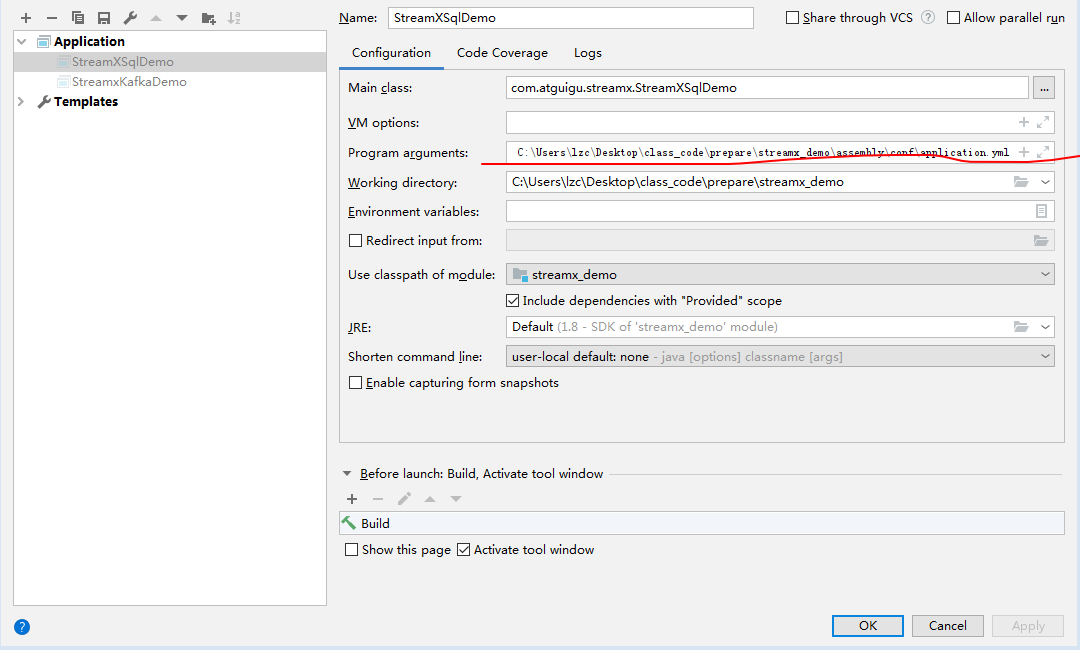 Name: StreamXSqlDemo Share through VCS ? Allow parallel run
Application
StreamXSqlDemo
StreamxKafkaDemo
Templates
Configuration Code Coverage Logs
Main class: com.atguigu.streamx.StreamXSqlDemo ...
VM options:
Program arguments: C:\Users\lzc\Desktop\class_code\prepare\streamx_demo\assembly\conf\application.yml
Working directory: C:\Users\lzc\Desktop\class_code\prepare\streamx_demo
Environment variables:
Redirect input from:
Use classpath of module: streamx_demo
Include dependencies with "Provided" scope
JRE: Default (1.8 - SDK of 'streamx_demo' module)
Shorten command line: user-local default: none - java [options] classname [args]
Enable capturing form snapshots
Before launch: Build, Activate tool window
Build
Show this page Activate tool window
? OK Cancel Apply